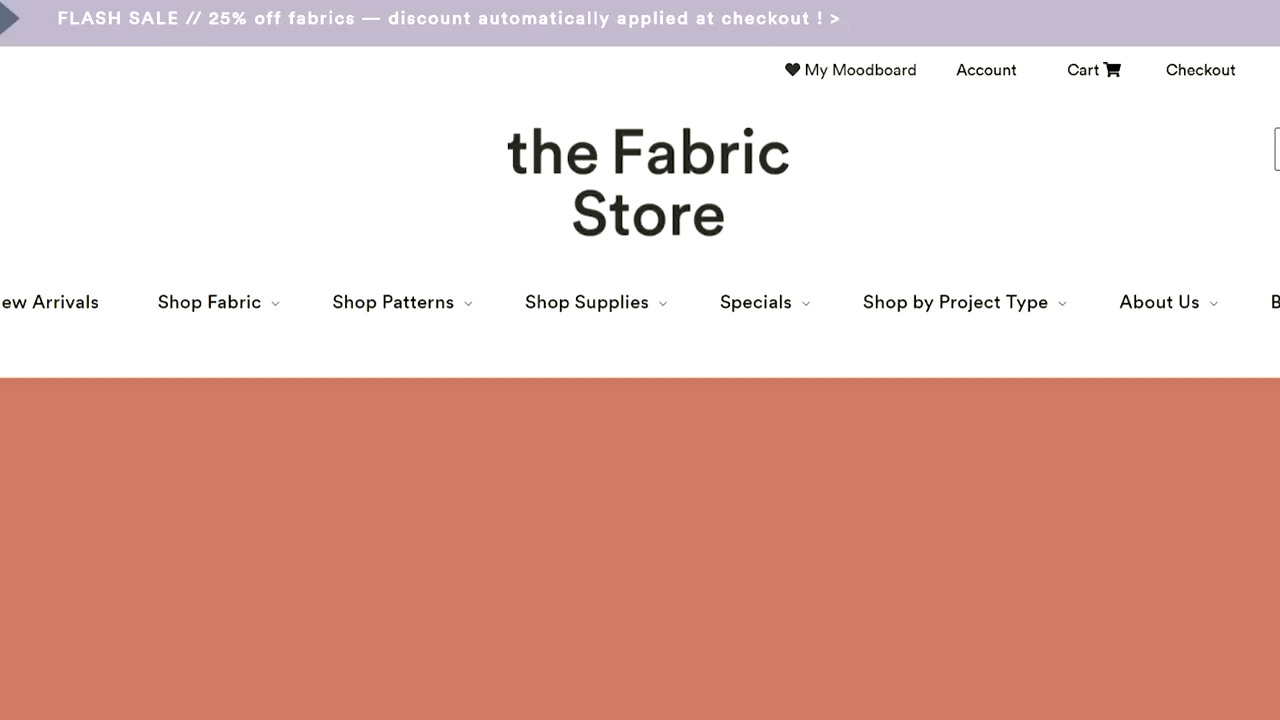 FLASH SALE // 25% off fabrics — discount automatically applied at checkout ! >
My Moodboard Account Cart Checkout
the Fabric
Store
ew Arrivals Shop Fabric Shop Patterns Shop Supplies Specials Shop by Project Type About Us B